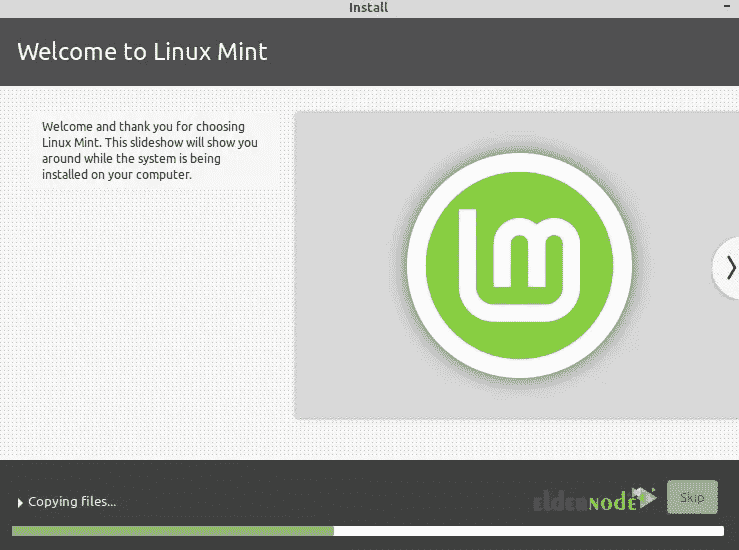 Install
Welcome to Linux Mint
Welcome and thank you for choosing
Linux Mint. This slideshow will show you
around while the system is being
installed on your computer.
lm
Copying files...
eldernode
Skip